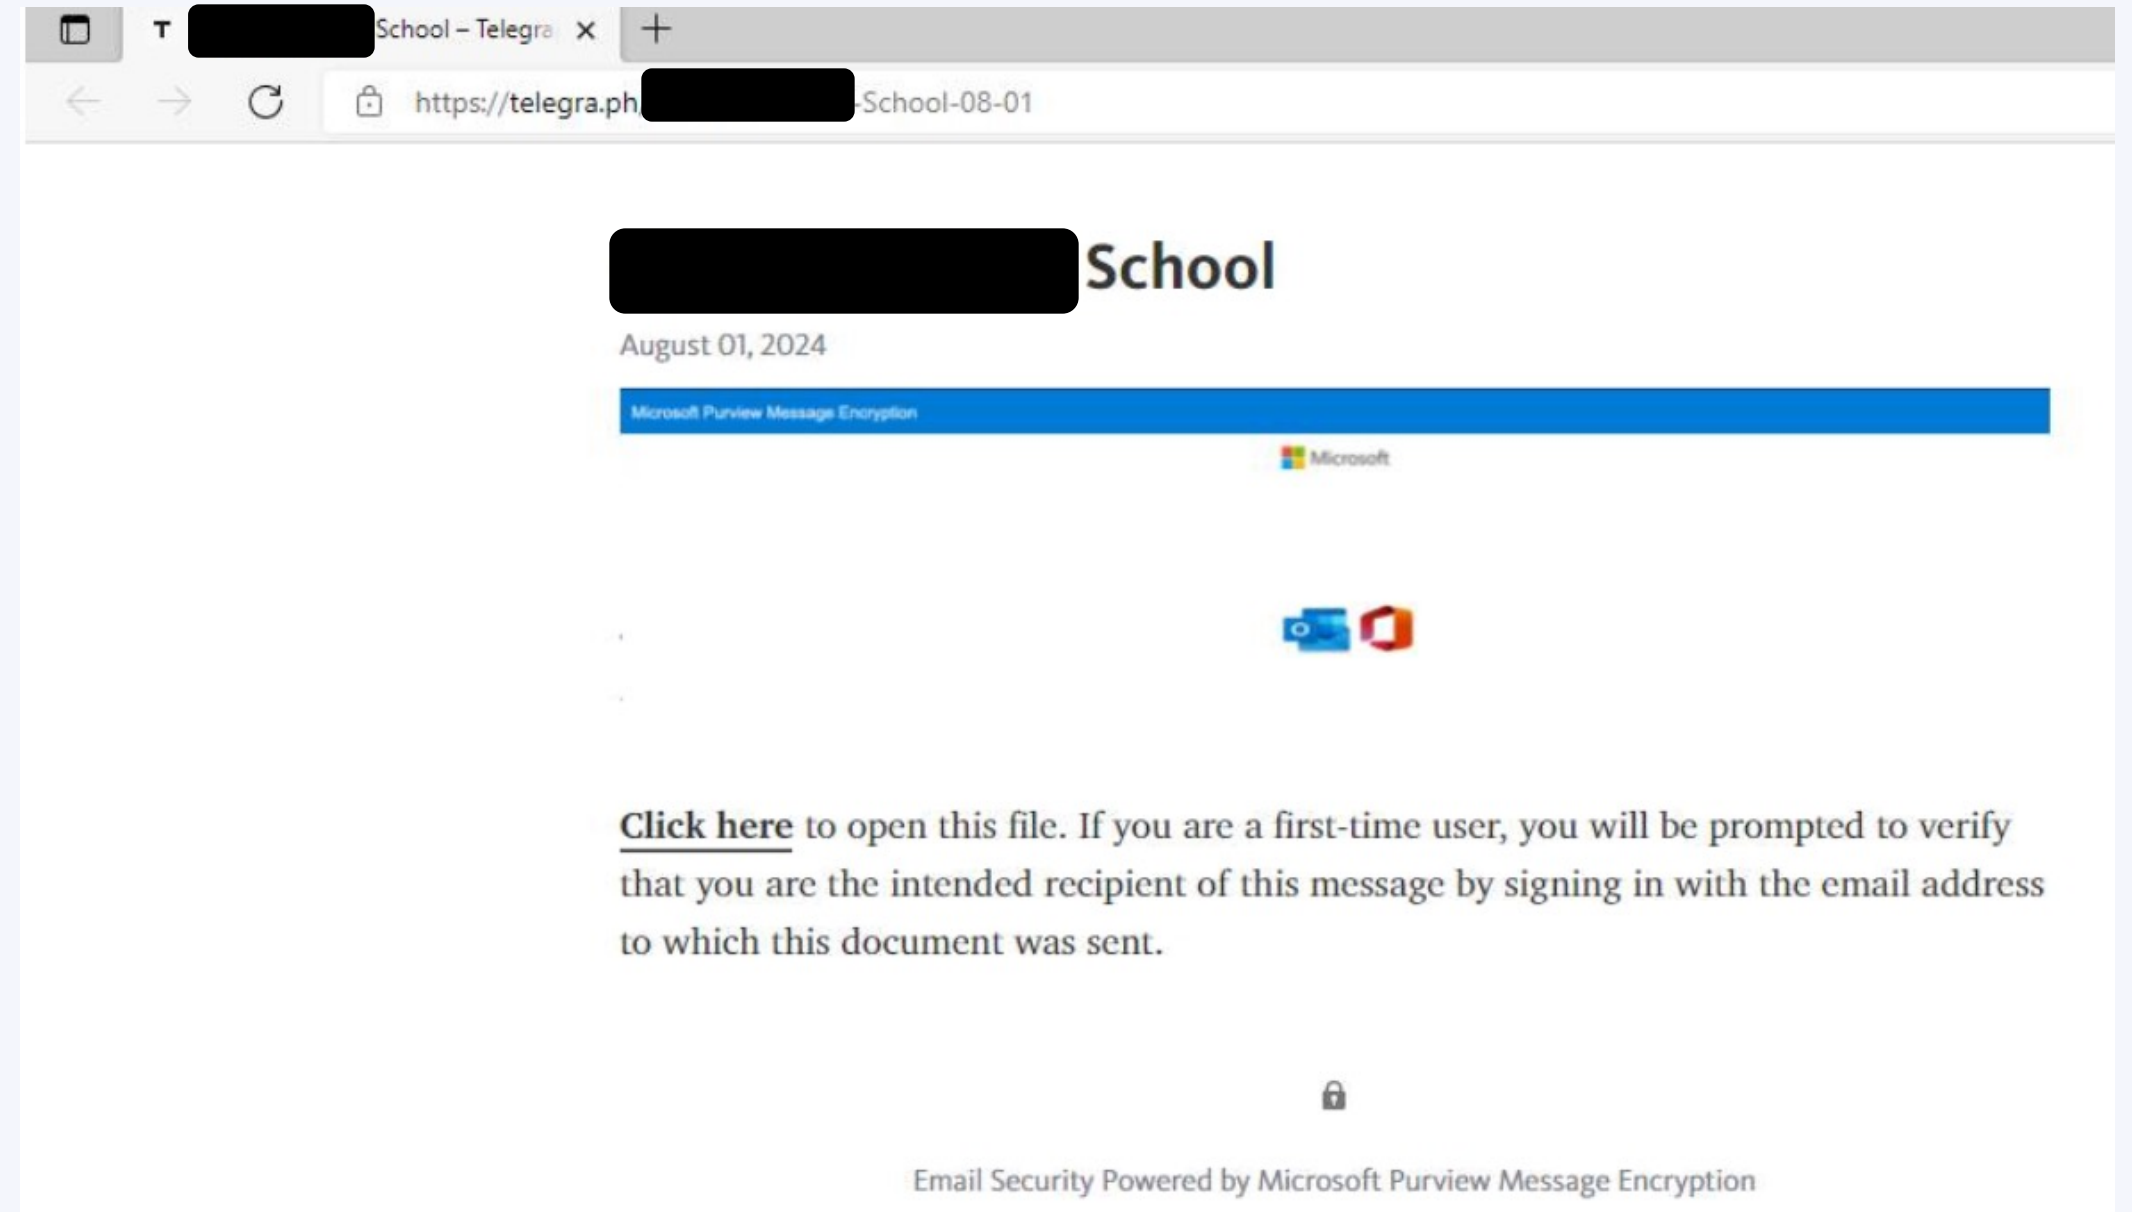 T School – Telegra
https://telegra.ph -School-08-01
School
August 01, 2024
Microsoft Purview Message Encryption
Microsoft
Click here to open this file. If you are a first-time user, you will be prompted to verify
that you are the intended recipient of this message by signing in with the email address
to which this document was sent.
Email Security Powered by Microsoft Purview Message Encryption